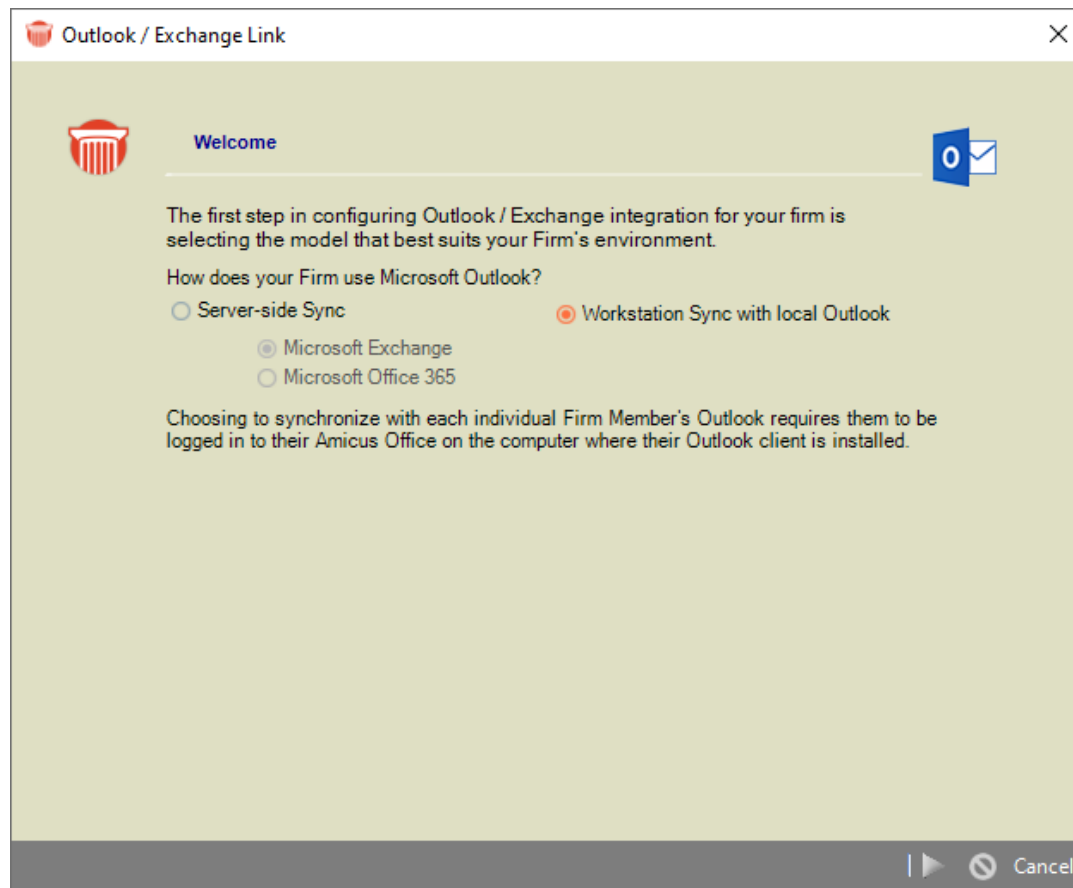 Outlook / Exchange Link
Welcome
The first step in configuring Outlook / Exchange integration for your firm is
selecting the model that best suits your Firm's environment.
How does your Firm use Microsoft Outlook?
Server-side Sync
Workstation Sync with local Outlook
Microsoft Exchange
Microsoft Office 365
Choosing to synchronize with each individual Firm Member's Outlook requires them to be
logged in to their Amicus Office on the computer where their Outlook client is installed.
Cancel